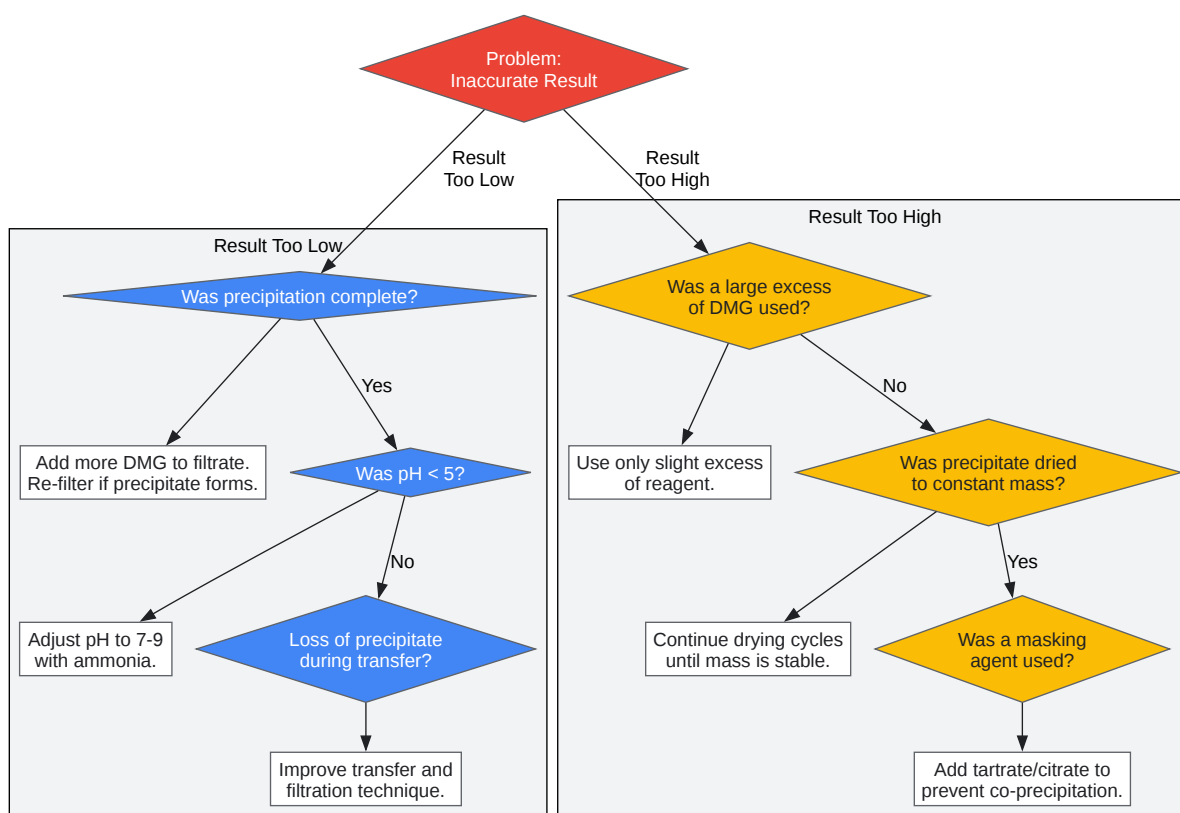 Problem:
Inaccurate Result
Result
Too Low
Result
Too High
Result Too Low
Was precipitation complete?
Yes
Add more DMG to filtrate.
Re-filter if precipitate forms.
Was pH < 5?
No
Adjust pH to 7-9
with ammonia.
Loss of precipitate
during transfer?
Improve transfer and
filtration technique.
Result Too High
Was a large excess
of DMG used?
No
Use only slight excess
of reagent.
Was precipitate dried
to constant mass?
Yes
Continue drying cycles
until mass is stable.
Was a masking
agent used?
Add tartrate/citrate to
prevent co-precipitation.